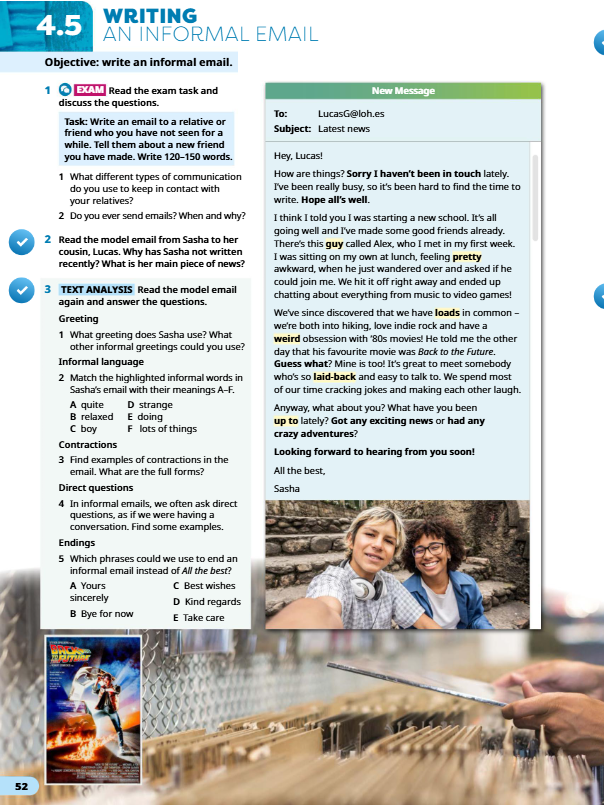 4.5
WRITING
AN INFORMAL EMAIL
Objective: write an informal email.
1 EXAM Read the exam task and
discuss the questions.
Task: Write an email to a relative or
friend who you have not seen for a
while. Tell them about a new friend
you have made. Write 120–150 words.
1 What different types of communication
do you use to keep in contact with
your relatives?
2 Do you ever send emails? When and why?
2 Read the model email from Sasha to her
cousin, Lucas. Why has Sasha not written
recently? What is her main piece of news?
3 TEXT ANALYSIS Read the model email
again and answer the questions.
Greeting
1 What greeting does Sasha use? What
other informal greetings could you use?
Informal language
2 Match the highlighted informal words in
Sasha's email with their meanings A–F.
A quite D strange
B relaxed E doing
C boy F lots of things
Contractions
3 Find examples of contractions in the
email. What are the full forms?
Direct questions
4 In informal emails, we often ask direct
questions, as if we were having a
conversation. Find some examples.
Endings
5 Which phrases could we use to end an
informal email instead of All the best?
A Yours
sincerely
B Bye for now
C Best wishes
D Kind regards
E Take care
New Message
To: LucasG@loh.es
Subject: Latest news
Hey, Lucas!
How are things? Sorry I haven't been in touch lately.
I've been really busy, so it's been hard to find the time to
write. Hope all's well.
I think I told you I was starting a new school. It's all
going well and I've made some good friends already.
There's this guy called Alex, who I met in my first week.
I was sitting on my own at lunch, feeling pretty
awkward, when he just wandered over and asked if he
could join me. We hit it off right away and ended up
chatting about everything from music to video games!
We've since discovered that we have loads in common –
we're both into hiking, love indie rock and have a
weird obsession with '80s movies! He told me the other
day that his favourite movie was Back to the Future.
Guess what? Mine is too! It's great to meet somebody
who's so laid-back and easy to talk to. We spend most
of our time cracking jokes and making each other laugh.
Anyway, what about you? What have you been
up to lately? Got any exciting news or had any
crazy adventures?
Looking forward to hearing from you soon!
All the best,
Sasha
BACK TO
THE FUTURE
52